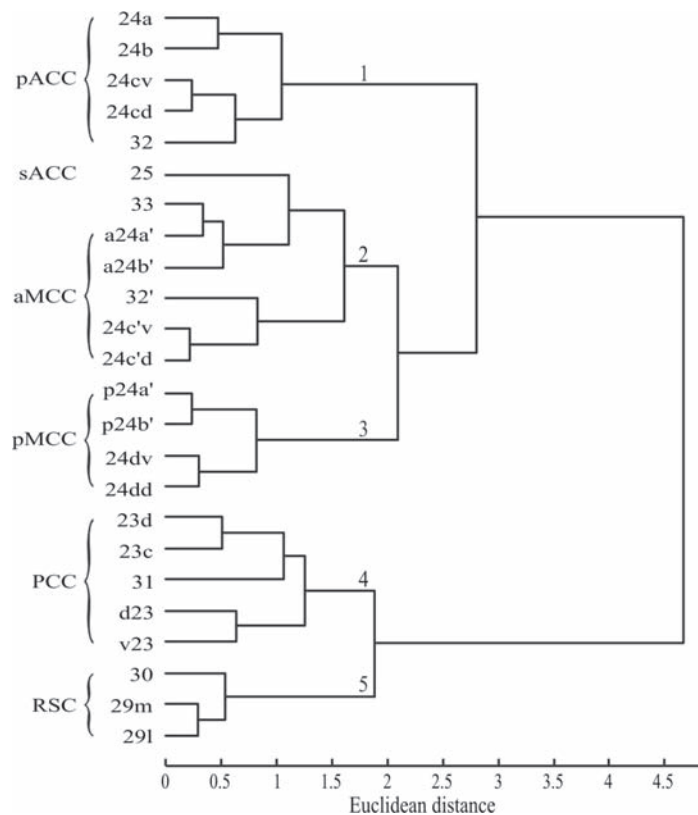 24a
24b
pACC
24cv
24cd
1
32
sACC
25
33
a24a'
a24b'
aMCC
32'
2
24c'v
24c'd
p24a'
p24b'
pMCC
3
24dv
24dd
23d
23c
PCC
31
4
d23
v23
30
RSC
29m
5
29l
0 0.5 1 1.5 2 2.5 3 3.5 4 4.5
Euclidean distance